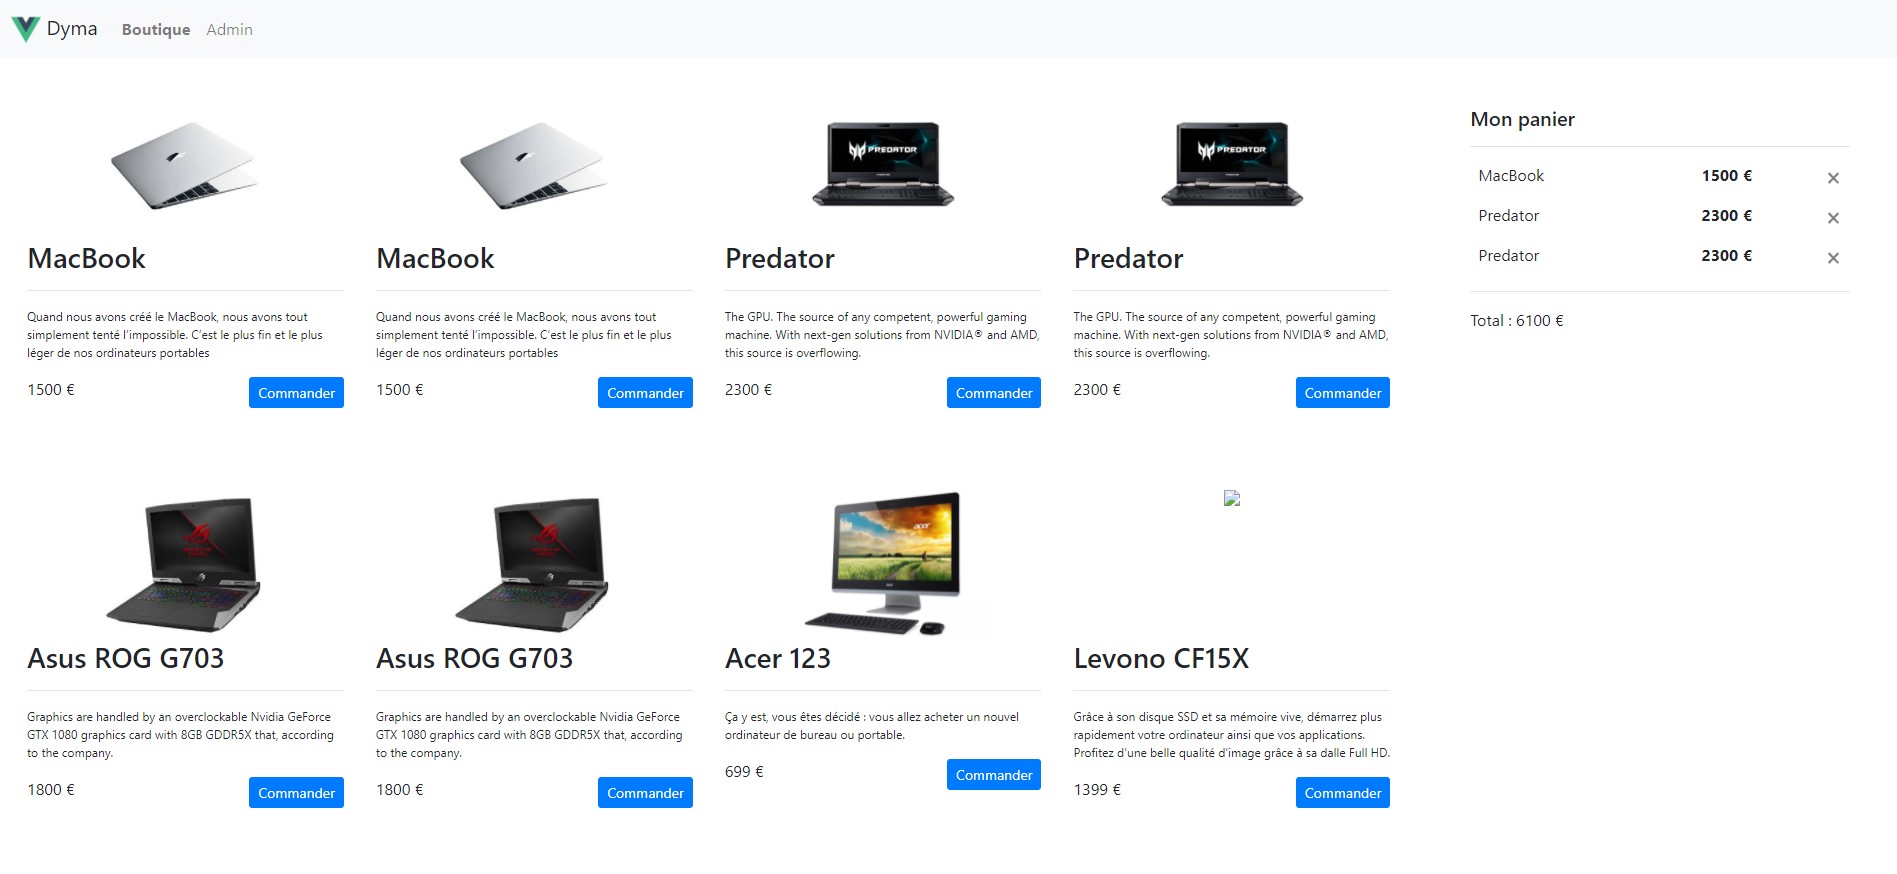 Dyma Boutique Admin
MacBook
Quand nous avons créé le MacBook, nous avons tout
simplement tenté l'impossible. C'est le plus fin et le plus
léger de nos ordinateurs portables
1500 €
Commander
MacBook
Quand nous avons créé le MacBook, nous avons tout
simplement tenté l'impossible. C'est le plus fin et le plus
léger de nos ordinateurs portables
1500 €
Commander
PREDATOR
Predator
The GPU. The source of any competent, powerful gaming
machine. With next-gen solutions from NVIDIA® and AMD,
this source is overflowing.
2300 €
Commander
PREDATOR
Predator
The GPU. The source of any competent, powerful gaming
machine. With next-gen solutions from NVIDIA® and AMD,
this source is overflowing.
2300 €
Commander
Mon panier
MacBook 1500 € ×
Predator 2300 € ×
Predator 2300 € ×
Total : 6100 €
Asus ROG G703
Graphics are handled by an overclockable Nvidia GeForce
GTX 1080 graphics card with 8GB GDDR5X that, according
to the company.
1800 €
Commander
Asus ROG G703
Graphics are handled by an overclockable Nvidia GeForce
GTX 1080 graphics card with 8GB GDDR5X that, according
to the company.
1800 €
Commander
acer
Acer 123
Ça y est, vous êtes décidé : vous allez acheter un nouvel
ordinateur de bureau ou portable.
699 €
Commander
Levono CF15X
Grâce à son disque SSD et sa mémoire vive, démarrez plus
rapidement votre ordinateur ainsi que vos applications.
Profitez d'une belle qualité d'image grâce à sa dalle Full HD.
1399 €
Commander